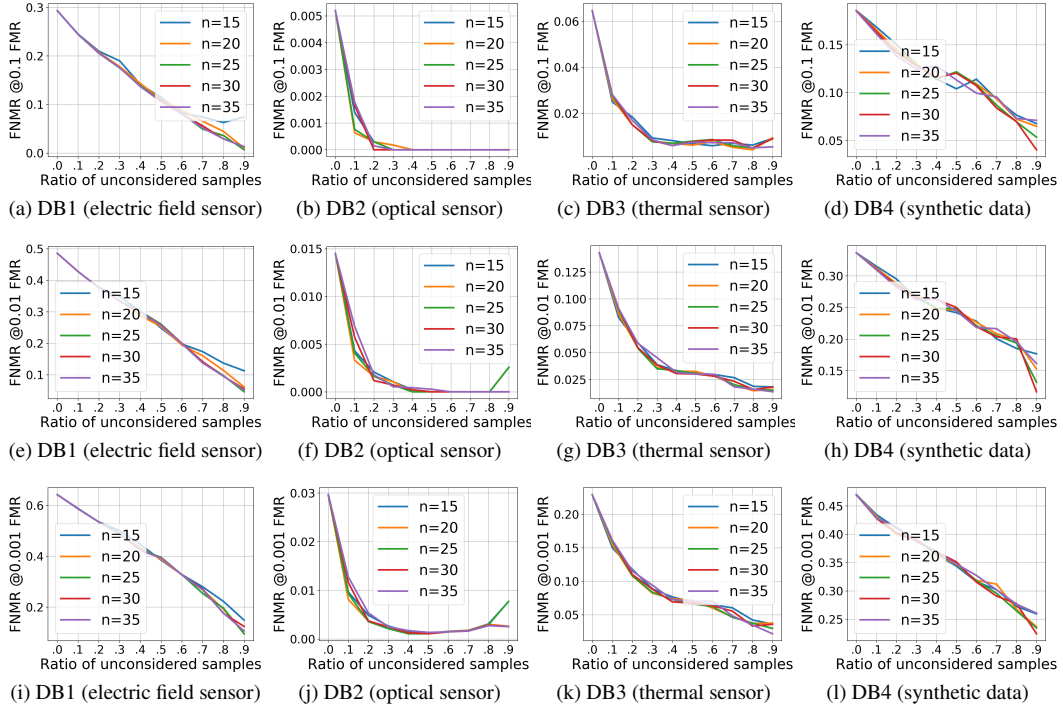 FNMR @0.1 FMR
0.3
0.2
0.1
0.0
n=15
n=20
n=25
n=30
n=35
.0 .1 .2 .3 .4 .5 .6 .7 .8 .9
Ratio of unconsidered samples
(a) DB1 (electric field sensor)
FNMR @0.1 FMR
0.005
0.004
0.003
0.002
0.001
0.000
n=15
n=20
n=25
n=30
n=35
.0 .1 .2 .3 .4 .5 .6 .7 .8 .9
Ratio of unconsidered samples
(b) DB2 (optical sensor)
FNMR @0.1 FMR
0.06
0.04
0.02
n=15
n=20
n=25
n=30
n=35
.0 .1 .2 .3 .4 .5 .6 .7 .8 .9
Ratio of unconsidered samples
(c) DB3 (thermal sensor)
FNMR @0.1 FMR
0.15
0.10
0.05
n=15
n=20
n=25
n=30
n=35
.0 .1 .2 .3 .4 .5 .6 .7 .8 .9
Ratio of unconsidered samples
(d) DB4 (synthetic data)
FNMR @0.01 FMR
0.5
0.4
0.3
0.2
0.1
n=15
n=20
n=25
n=30
n=35
.0 .1 .2 .3 .4 .5 .6 .7 .8 .9
Ratio of unconsidered samples
(e) DB1 (electric field sensor)
FNMR @0.01 FMR
0.015
0.010
0.005
0.000
n=15
n=20
n=25
n=30
n=35
.0 .1 .2 .3 .4 .5 .6 .7 .8 .9
Ratio of unconsidered samples
(f) DB2 (optical sensor)
FNMR @0.01 FMR
0.125
0.100
0.075
0.050
0.025
n=15
n=20
n=25
n=30
n=35
.0 .1 .2 .3 .4 .5 .6 .7 .8 .9
Ratio of unconsidered samples
(g) DB3 (thermal sensor)
FNMR @0.01 FMR
0.30
0.25
0.20
0.15
0.10
n=15
n=20
n=25
n=30
n=35
.0 .1 .2 .3 .4 .5 .6 .7 .8 .9
Ratio of unconsidered samples
(h) DB4 (synthetic data)
FNMR @0.001 FMR
0.6
0.4
0.2
n=15
n=20
n=25
n=30
n=35
.0 .1 .2 .3 .4 .5 .6 .7 .8 .9
Ratio of unconsidered samples
(i) DB1 (electric field sensor)
FNMR @0.001 FMR
0.03
0.02
0.01
0.00
n=15
n=20
n=25
n=30
n=35
.0 .1 .2 .3 .4 .5 .6 .7 .8 .9
Ratio of unconsidered samples
(j) DB2 (optical sensor)
FNMR @0.001 FMR
0.20
0.15
0.10
0.05
n=15
n=20
n=25
n=30
n=35
.0 .1 .2 .3 .4 .5 .6 .7 .8 .9
Ratio of unconsidered samples
(k) DB3 (thermal sensor)
FNMR @0.001 FMR
0.45
0.40
0.35
0.30
0.25
n=15
n=20
n=25
n=30
n=35
.0 .1 .2 .3 .4 .5 .6 .7 .8 .9
Ratio of unconsidered samples
(l) DB4 (synthetic data)